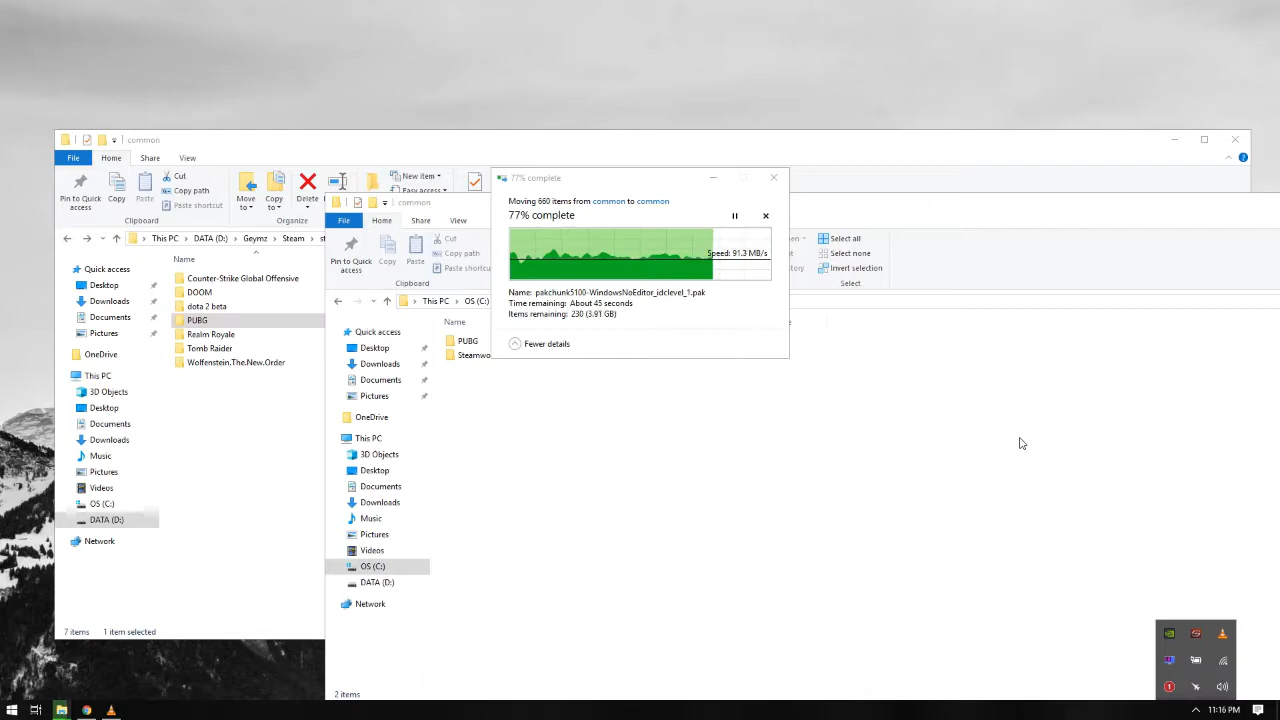 common
File
Home
Share
View
Pin to Quick access
Copy
Paste
Cut
Copy path
Paste shortcut
Clipboard
Move to
Copy to
Delete
Organize
New item
Easy access
This PC
DATA (D:)
Geymz
Steam
Name
Quick access
Desktop
Downloads
Documents
Pictures
OneDrive
This PC
3D Objects
Desktop
Documents
Downloads
Music
Pictures
Videos
OS (C:)
DATA (D:)
Network
Counter-Strike Global Offensive
DOOM
dota 2 beta
PUBG
Realm Royale
Tomb Raider
Wolfenstein.The.New.Order
7 items 1 item selected
common
File
Home
Share
View
Pin to Quick access
Copy
Paste
Cut
Copy path
Paste shortcut
Clipboard
Select all
Select none
Invert selection
Select
This PC
OS (C:)
Name
Quick access
Desktop
Downloads
Documents
Pictures
OneDrive
This PC
3D Objects
Desktop
Documents
Downloads
Music
Pictures
Videos
OS (C:)
DATA (D:)
Network
PUBG
Steamwo
2 items
77% complete
Moving 660 items from common to common
77% complete
Speed: 91.3 MB/s
Name: pakchunk5100-WindowsNoEditor_idclevel_1.pak
Time remaining: About 45 seconds
Items remaining: 230 (3.91 GB)
Fewer details
11:16 PM